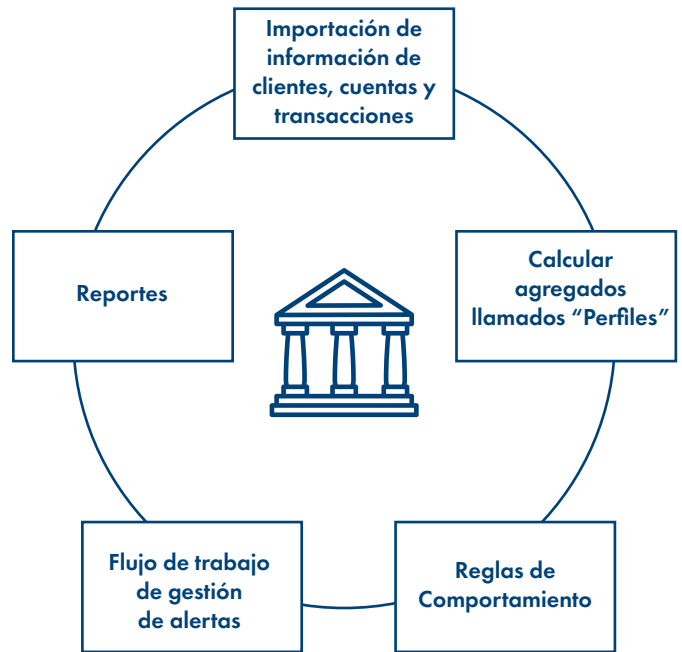 Importación de
información de
clientes, cuentas y
transacciones
Calcular
agregados
llamados “Perfiles”
Reglas de
Comportamiento
Flujo de trabajo
de gestión
de alertas
Reportes